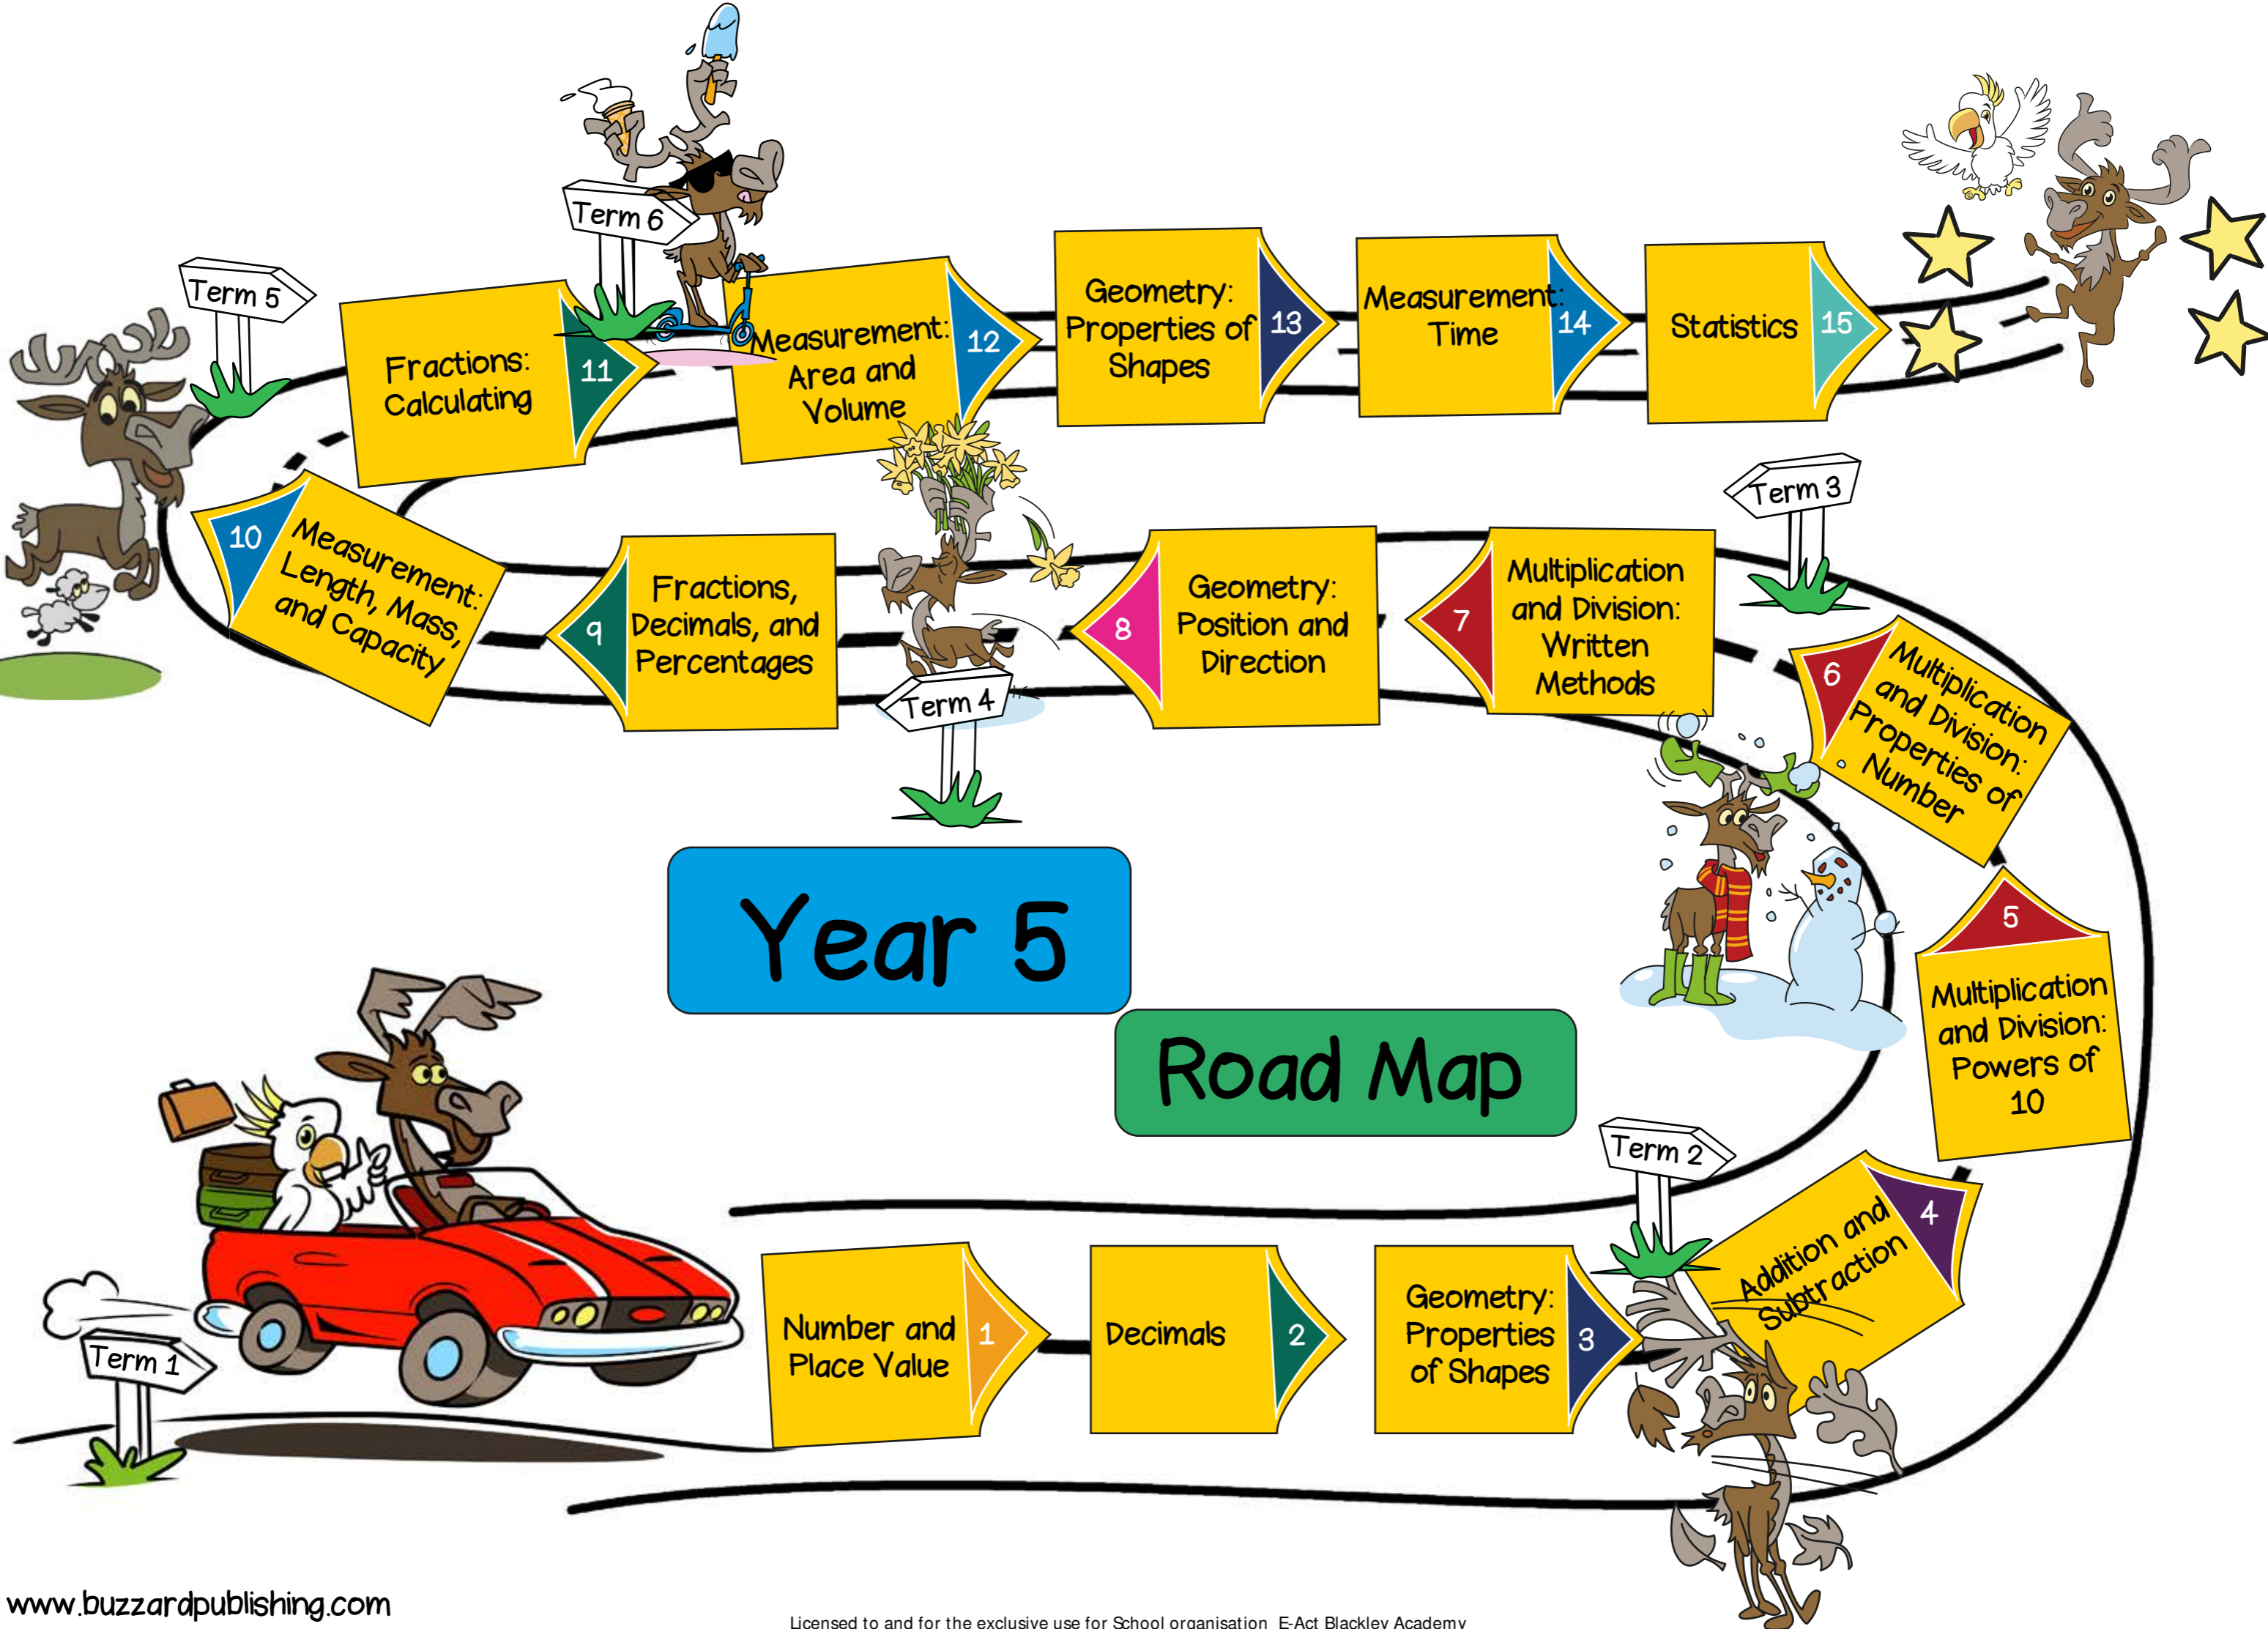 Year 5
Road Map
Term 1
Number and
Place Value
1
Decimals
2
Geometry:
Properties
of Shapes
3
Term 2
Addition and
Subtraction
4
Multiplication
and Division:
Powers of
10
5
Multiplication
and Division:
Properties of
Number
6
Term 3
Multiplication
and Division:
Written
Methods
7
Geometry:
Position and
Direction
8
Term 4
Fractions,
Decimals, and
Percentages
9
Measurement:
Length, Mass,
and Capacity
10
Term 5
Fractions:
Calculating
11
Term 6
Measurement:
Area and
Volume
12
Geometry:
Properties of
Shapes
13
Measurement:
Time
14
Statistics
15
www.buzzardpublishing.com
Licensed to and for the exclusive use for School organisation E-Act Blackley Academy